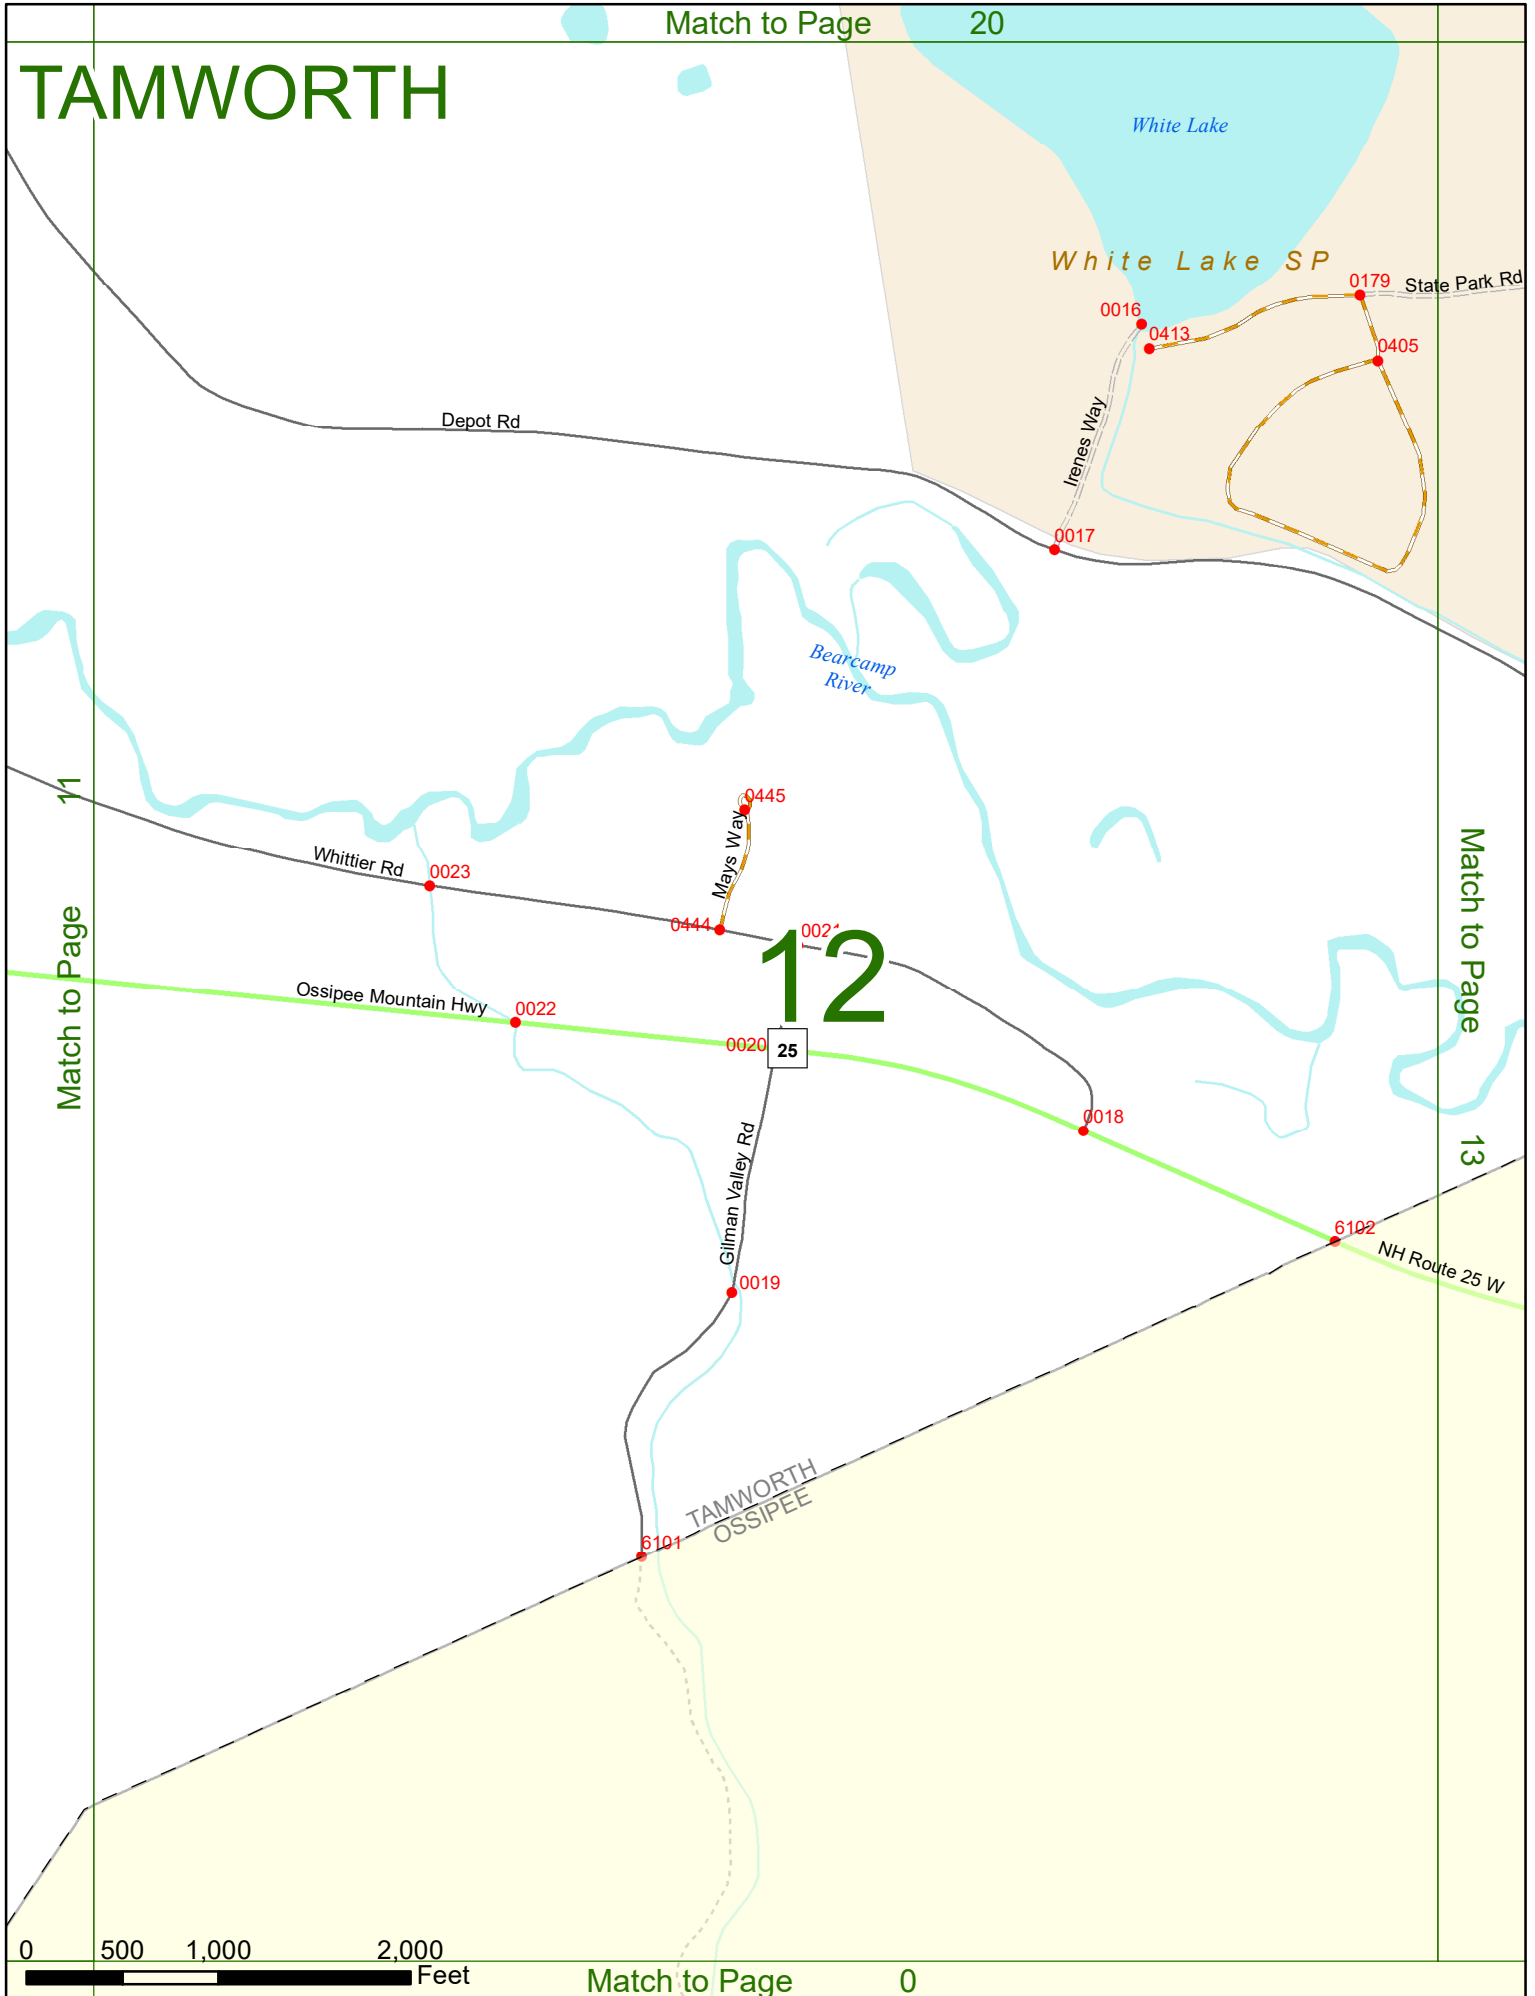 Match to Page 20
TAMWORTH
White Lake
White Lake SP
0179
State Park Rd
0016
0413
0405
Depot Rd
Irenes Way
0017
Bearcamp
River
11
Match to Page
0445
Mays Way
Whittier Rd
0023
0444
0021
12
Match to Page
13
Ossipee Mountain Hwy
0022
0020
25
0018
Gilman Valley Rd
6102
NH Route 25 W
0019
TAMWORTH
OSSIPEE
6101
0 500 1,000 2,000
Feet
Match to Page 0